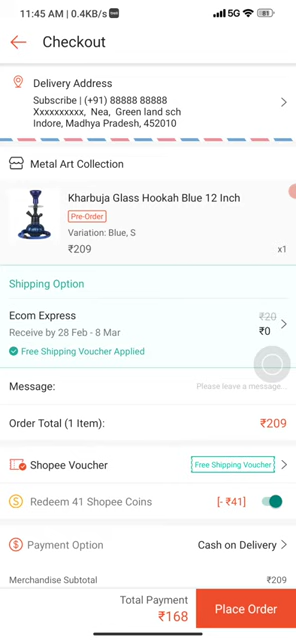 11:45 AM | 0.4KB/s
5G
Checkout
Delivery Address
Subscribe | (+91) 88888 88888
Xxxxxxxxxx, Nea, Green land sch
Indore, Madhya Pradesh, 452010
Metal Art Collection
Kharbuja Glass Hookah Blue 12 Inch
Pre-Order
Variation: Blue, S
₹209 x1
Shipping Option
Ecom Express ₹20
Receive by 28 Feb - 8 Mar ₹0
Free Shipping Voucher Applied
Message: Please leave a message...
Order Total (1 Item): ₹209
Shopee Voucher Free Shipping Voucher
Redeem 41 Shopee Coins [- ₹41]
Payment Option Cash on Delivery
Merchandise Subtotal ₹209
Total Payment
₹168
Place Order